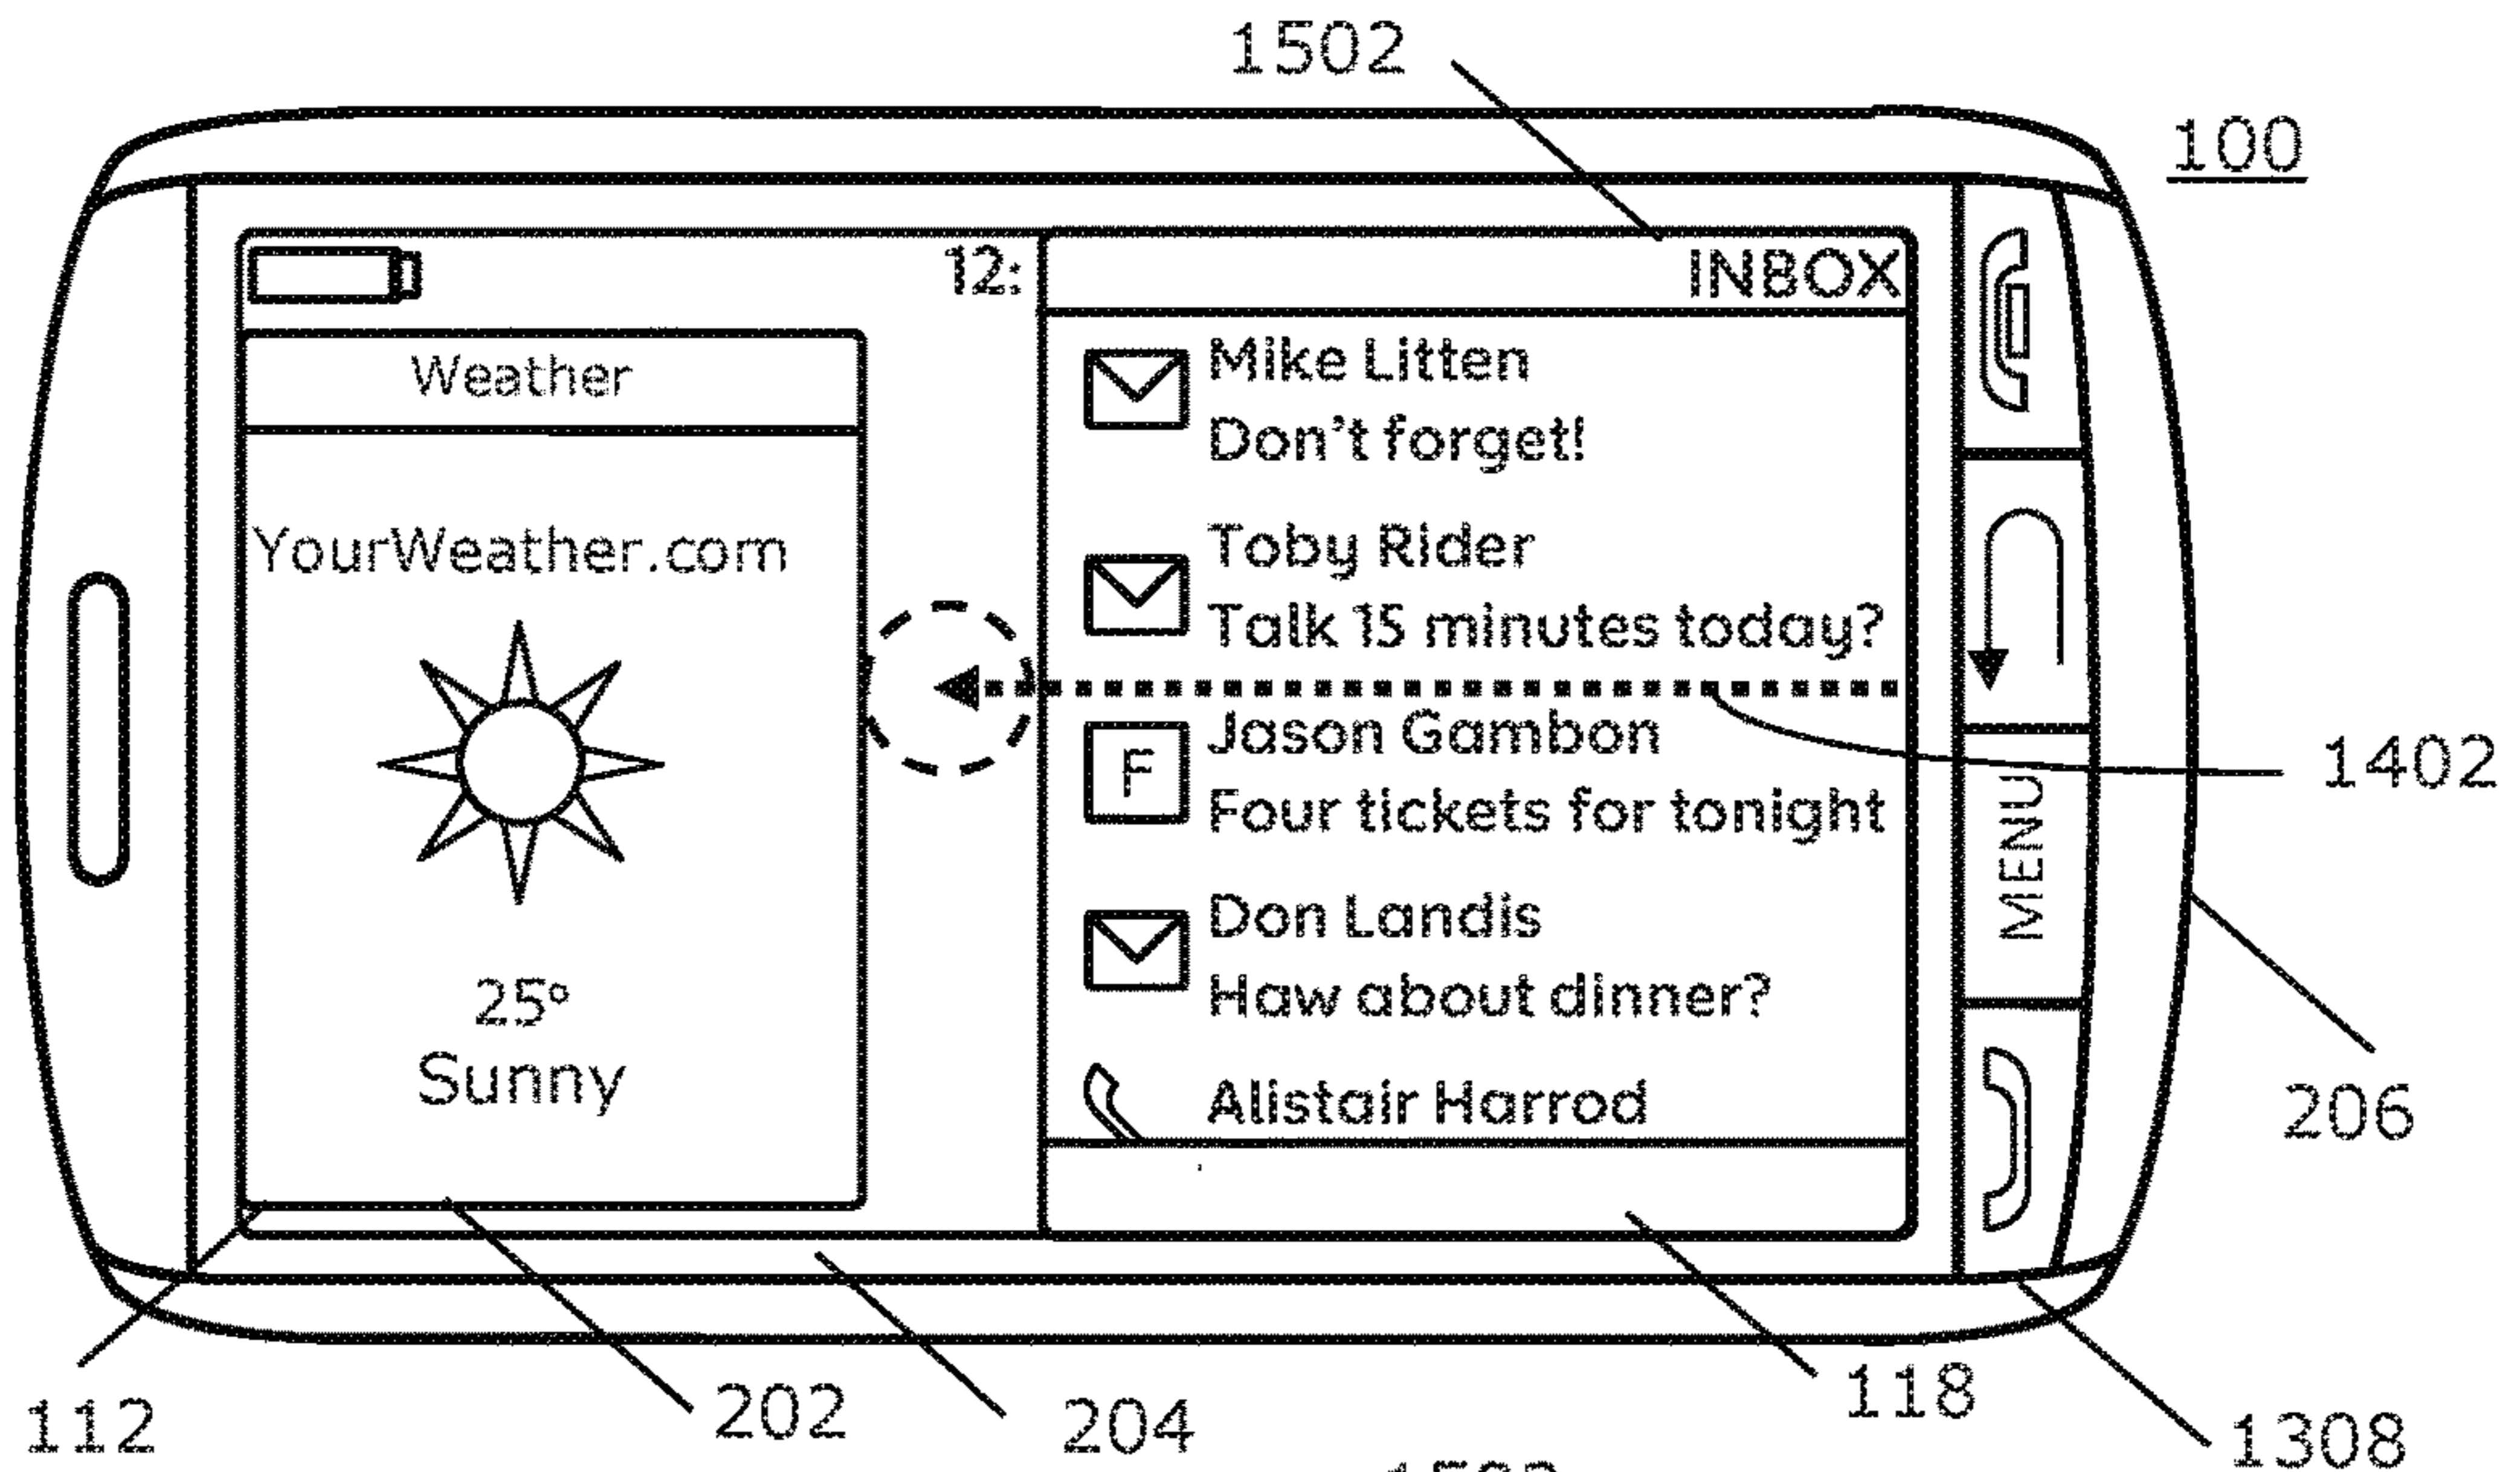 1502
100
12:
INBOX
Weather
Mike Litten
Don't forget!
YourWeather.com
Toby Rider
Talk 15 minutes today?
Jason Gambon
F
Four tickets for tonight
1402
MENU
Don Landis
Haw about dinner?
25°
Sunny
Alistair Harrod
206
112
202
204
118
1308